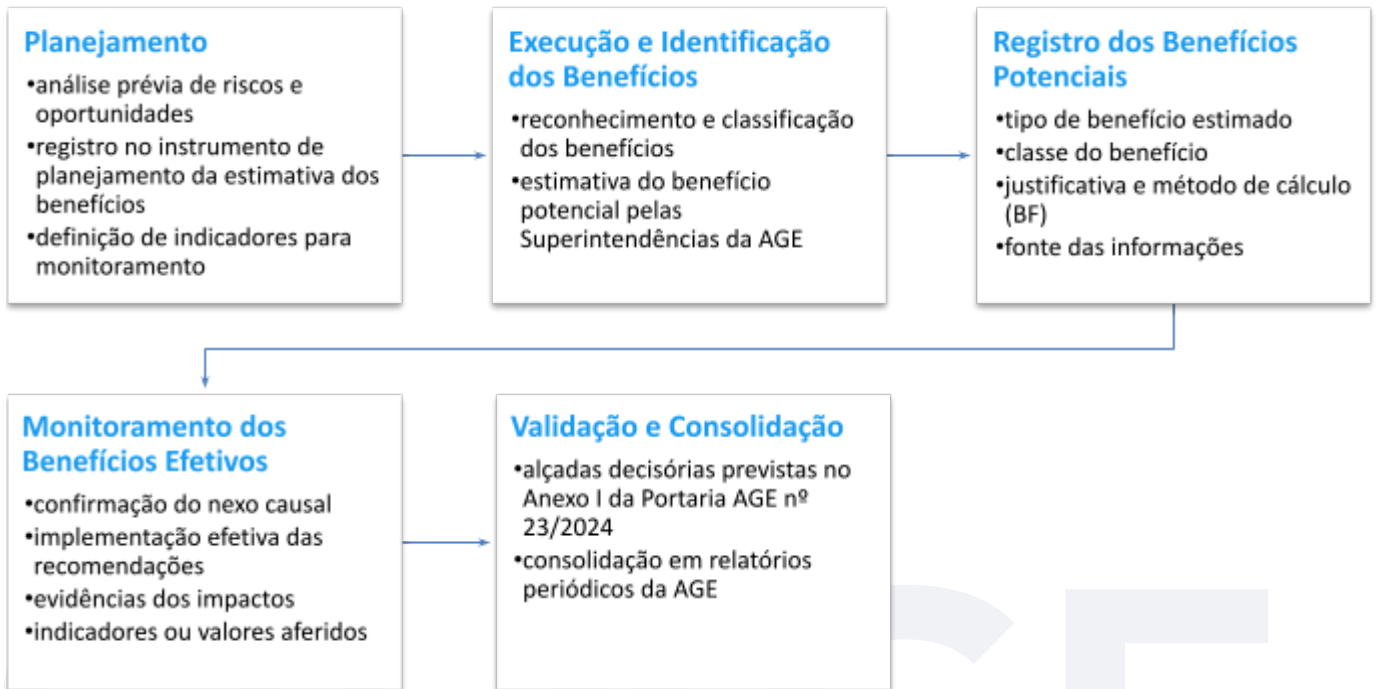 Planejamento
•análise prévia de riscos e
oportunidades
•registro no instrumento de
planejamento da estimativa dos
benefícios
•definição de indicadores para
monitoramento
Execução e Identificação
dos Benefícios
•reconhecimento e classificação
dos benefícios
•estimativa do benefício
potencial pelas
Superintendências da AGE
Registro dos Benefícios
Potenciais
•tipo de benefício estimado
•classe do benefício
•justificativa e método de cálculo
(BF)
•fonte das informações
Monitoramento dos
Benefícios Efetivos
•confirmação do nexo causal
•implementação efetiva das
recomendações
•evidências dos impactos
•indicadores ou valores aferidos
Validação e Consolidação
•alçadas decisórias previstas no
Anexo I da Portaria AGE nº
23/2024
•consolidação em relatórios
periódicos da AGE